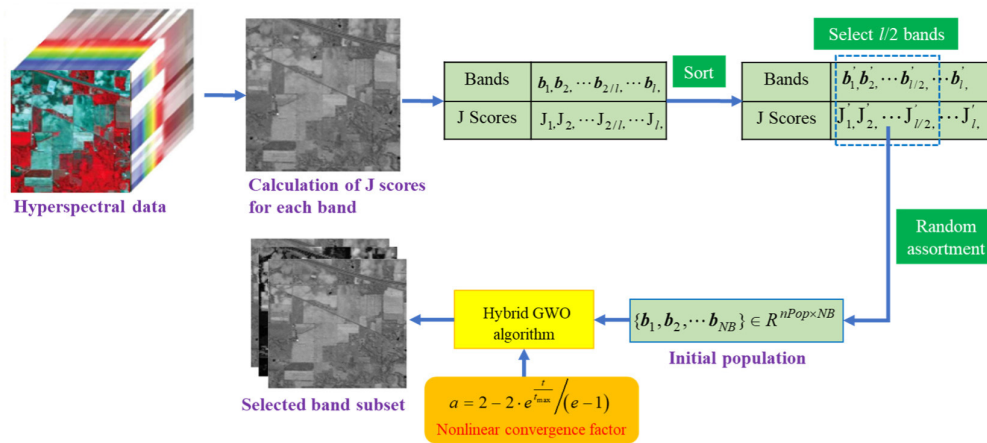 Hyperspectral data
Calculation of J scores
for each band
Bands b₁, b₂, ⋯ b₂/l, ⋯ bl,
J Scores J₁, J₂, ⋯ J₂/l, ⋯ Jl,
Sort
Select l/2 bands
Bands b′₁, b′₂, ⋯ b′l/2, ⋯ b′l,
J Scores J′₁, J′₂, ⋯ J′l/2, ⋯ J′l,
Random
assortment
{b₁, b₂, ⋯ bNB} ∈ R^nPop×NB
Initial population
Hybrid GWO
algorithm
Selected band subset
a = 2 − 2 · e^(t/tmax) / (e − 1)
Nonlinear convergence factor